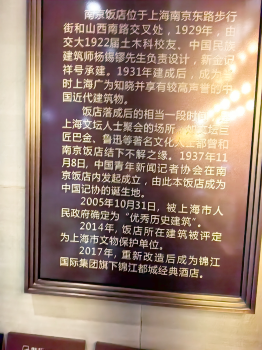 南京饭店位于上海南京东路步行
街和山西南路交叉处，1929年，由
交大1922届土木科校友、中国民族
建筑师杨锡镠先生负责设计，新金记
祥号承建。1931年建成后，成为
时上海广为知晓并享有较高声誉的中
国近代建筑物。
饭店落成后的相当一段时
上海文坛人士聚会的场所，
匠巴金、鲁迅等著名文化人士都曾和
南京饭店结下不解之缘。1937年11
月8日，中国青年新闻记者协会在南
京饭店内发起成立，由此本饭店成为
中国记协的诞生地。
2005年10月31日，被上海市人
民政府确定为“优秀历史建筑”。
2014年，饭店所在建筑被评定
为上海市文物保护单位。
2017年，重新改造后成为锦江
国际集团旗下锦江都城经典酒店。